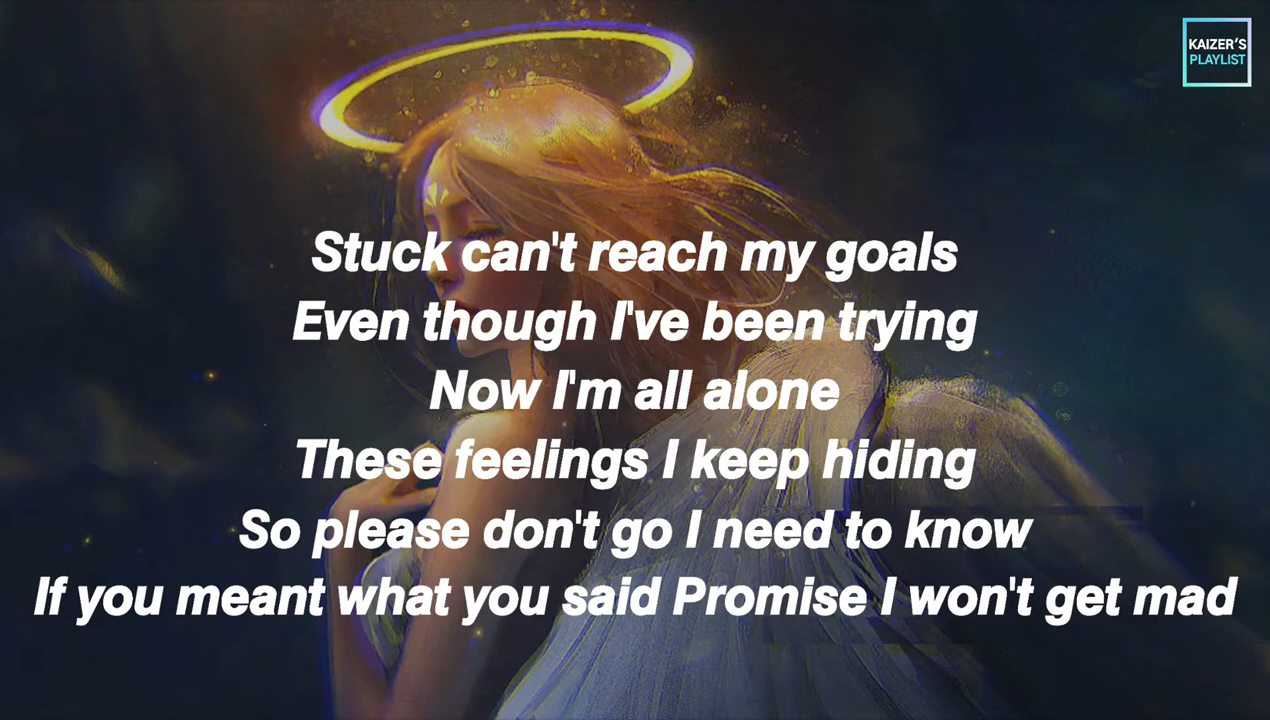 KAIZER'S
PLAYLIST
Stuck can't reach my goals
Even though I've been trying
Now I'm all alone
These feelings I keep hiding
So please don't go I need to know
If you meant what you said Promise I won't get mad